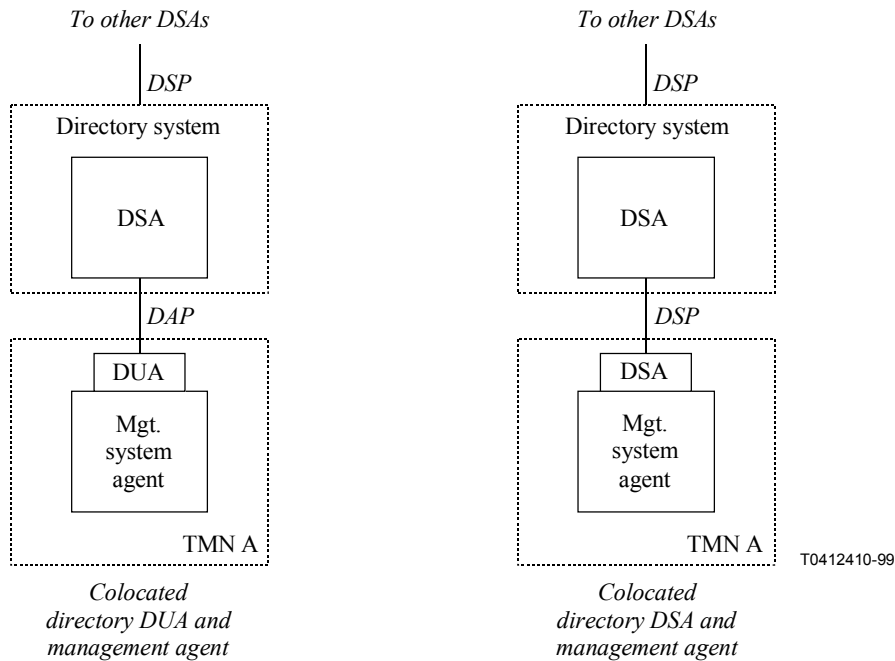 To other DSAs
DSP
Directory system
DSA
DAP
DUA
Mgt.
system
agent
TMN A
Colocated
directory DUA and
management agent
To other DSAs
DSP
Directory system
DSA
DSP
DSA
Mgt.
system
agent
TMN A
Colocated
directory DSA and
management agent
T0412410-99